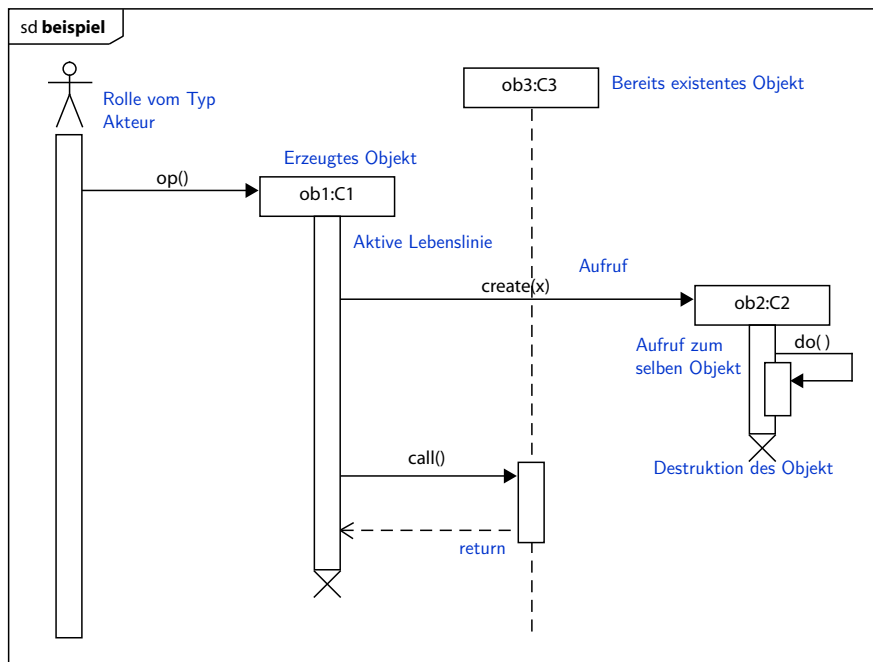 sd beispiel
Rolle vom Typ
Akteur
ob3:C3
Bereits existentes Objekt
Erzeugtes Objekt
op()
ob1:C1
Aktive Lebenslinie
Aufruf
create(x)
ob2:C2
Aufruf zum
selben Objekt
do( )
call()
Destruktion des Objekt
return